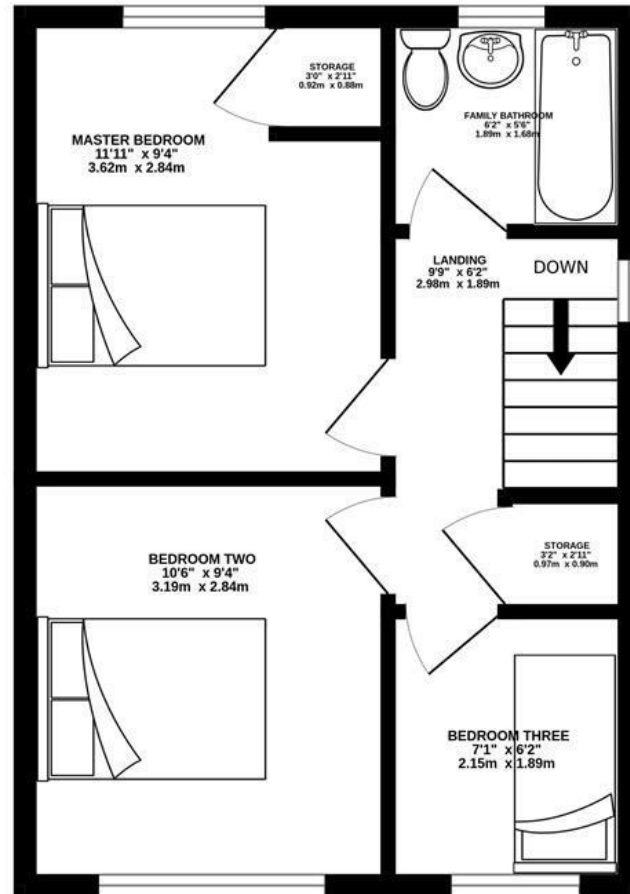 STORAGE
3'0" x 2'11"
0.92m x 0.88m
MASTER BEDROOM
11'11" x 9'4"
3.62m x 2.84m
FAMILY BATHROOM
6'2" x 5'6"
1.89m x 1.68m
LANDING
9'9" x 6'2"
2.98m x 1.89m
DOWN
BEDROOM TWO
10'6" x 9'4"
3.19m x 2.84m
STORAGE
3'2" x 2'11"
0.97m x 0.90m
BEDROOM THREE
7'1" x 6'2"
2.15m x 1.89m